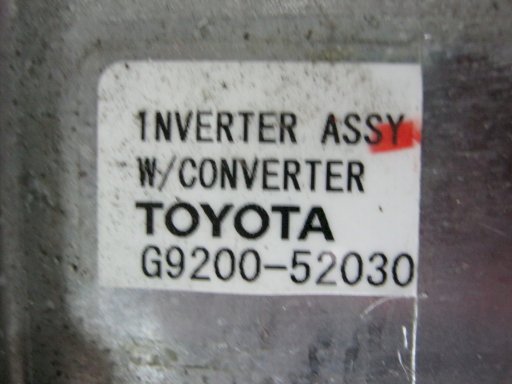 INVERTER ASSY
W/CONVERTER
TOYOTA
G9200-52030